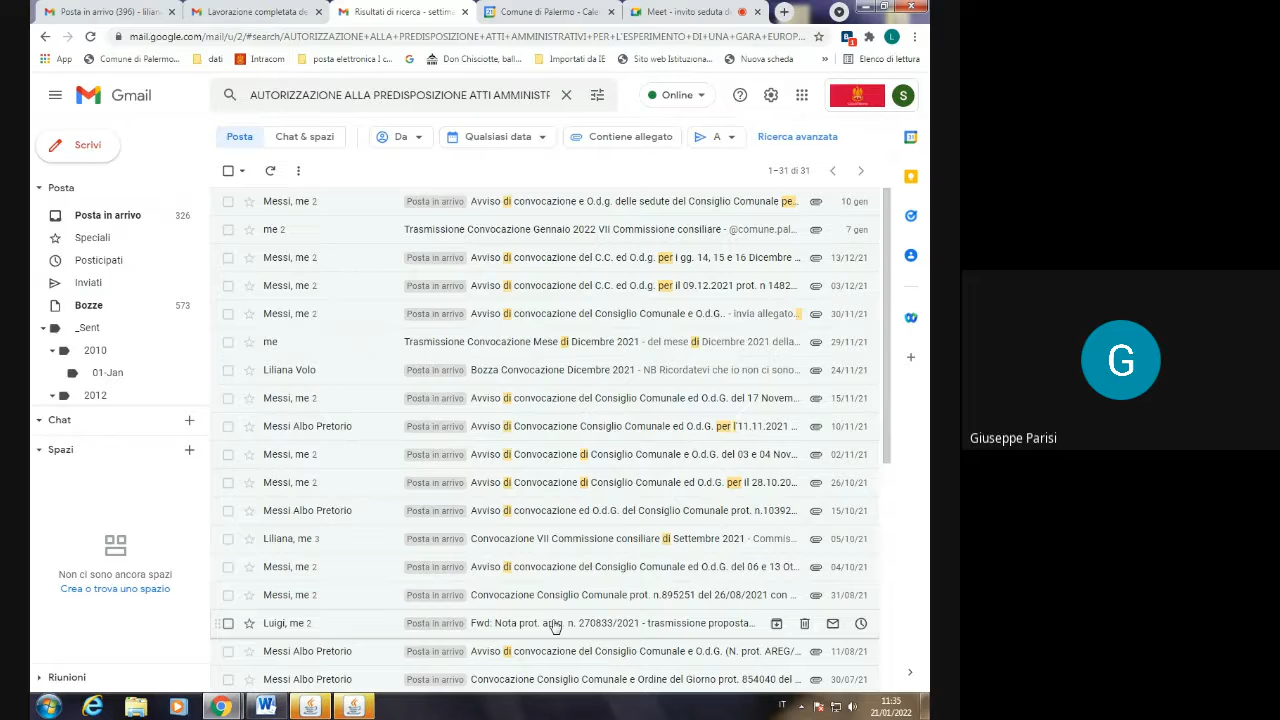 Posta in arrivo (396) - lilian
Lavorazione completata de
Risultati di ricerca - settim
Comune di Palermo - Cale
Meet - invito seduta d
mail.google.com/mail/u/2/#search/AUTORIZZAZIONE+ALLA+PREDISPOSIZIONE+ATTI+AMMINISTRATIVI+PER+L'ESPERIMENTO+DI+UNA+GARA+EUROP...
L
App
Comune di Palermo...
dati
Intracom
posta elettronica I c...
Don Chisciotte, ball...
Importati da IE
Sito web Istituziona...
Nuova scheda
»
Elenco di lettura
Gmail
AUTORIZZAZIONE ALLA PREDISPOSIZIONE ATTI AMMINISTR
Online
S
Scrivi
Posta
Chat & spazi
Da
Qualsiasi data
Contiene allegato
A
Ricerca avanzata
1–31 di 31
Posta
Posta in arrivo 326
Speciali
Posticipati
Inviati
Bozze 573
_Sent
2010
01-Jan
2012
Chat
Spazi
Non ci sono ancora spazi
Crea o trova uno spazio
Riunioni
Messi, me 2 Posta in arrivo Avviso di convocazione e O.d.g. delle sedute del Consiglio Comunale pe... 10 gen
me 2 Trasmissione Convocazione Gennaio 2022 VII Commissione consiliare - @comune.pal... 7 gen
Messi, me 2 Posta in arrivo Avviso di convocazione del C.C. ed O.d.g. per i gg. 14, 15 e 16 Dicembre ... 13/12/21
Messi, me 2 Posta in arrivo Avviso di convocazione del C.C. ed O.d.g. per il 09.12.2021 prot. n 1482... 03/12/21
Messi, me 2 Posta in arrivo Avviso di convocazione del Consiglio Comunale e O.d.G.. - invia allegato... 30/11/21
me Trasmissione Convocazione Mese di Dicembre 2021 - del mese di Dicembre 2021 della... 29/11/21
Liliana Volo Posta in arrivo Bozza Convocazione Dicembre 2021 - NB Ricordatevi che io non ci sono... 24/11/21
Messi, me 2 Posta in arrivo Avviso di convocazione del Consiglio Comunale ed O.d.G. del 17 Novem... 15/11/21
Messi Albo Pretorio Posta in arrivo Avviso di Convocazione Consiglio Comunale ed O.d.G. per l'11.11.2021 ... 10/11/21
Messi, me 2 Posta in arrivo Avviso di Convocazione di Consiglio Comunale e O.d.G. del 03 e 04 Nov... 02/11/21
Messi, me 2 Posta in arrivo Avviso di Convocazione di Consiglio Comunale ed O.d.G. per il 28.10.20... 26/10/21
Messi Albo Pretorio Posta in arrivo Avviso di convocazione ed O.d.G. del Consiglio Comunale prot. n.10392... 15/10/21
Liliana, me 3 Posta in arrivo Convocazione VII Commissione consiliare di Settembre 2021 - Commis... 05/10/21
Messi, me 2 Posta in arrivo Avviso di convocazione del Consiglio Comunale ed O.d.G. del 06 e 13 Ot... 04/10/21
Messi, me 2 Posta in arrivo Convocazione Consiglio Comunale prot. n.895251 del 26/08/2021 con ... 31/08/21
Luigi, me 2 Posta in arrivo Fwd: Nota prot. n. 270833/2021 - trasmissione proposta...
Messi Albo Pretorio Posta in arrivo Avviso di convocazione del Consiglio Comunale e O.d.G. (N. prot. AREG/... 11/08/21
Messi Albo Pretorio Posta in arrivo Convocazione Consiglio Comunale e Ordine del Giorno prot. 854040 del ... 30/07/21
IT
11:35
21/01/2022
G
Giuseppe Parisi